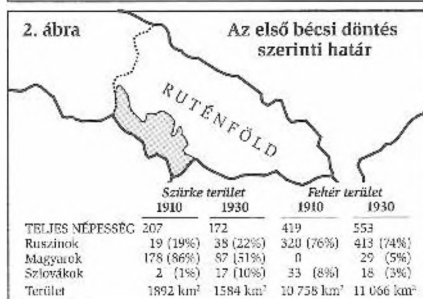 2. ábra
Az első bécsi döntés
szerinti határ
RUTÉNFÖLD
Szürke terület Fehér terület
1910 1930 1910 1930
TELJES NÉPESSÉG 207 172 419 553
Ruszinok 19 (19%) 38 (22%) 320 (76%) 413 (74%)
Magyarok 178 (86%) 87 (51%) 0 29 (5%)
Szlovákok 2 (1%) 17 (10%) 33 (8%) 18 (3%)
Terület 1892 km² 1584 km² 10 758 km² 11 066 km²